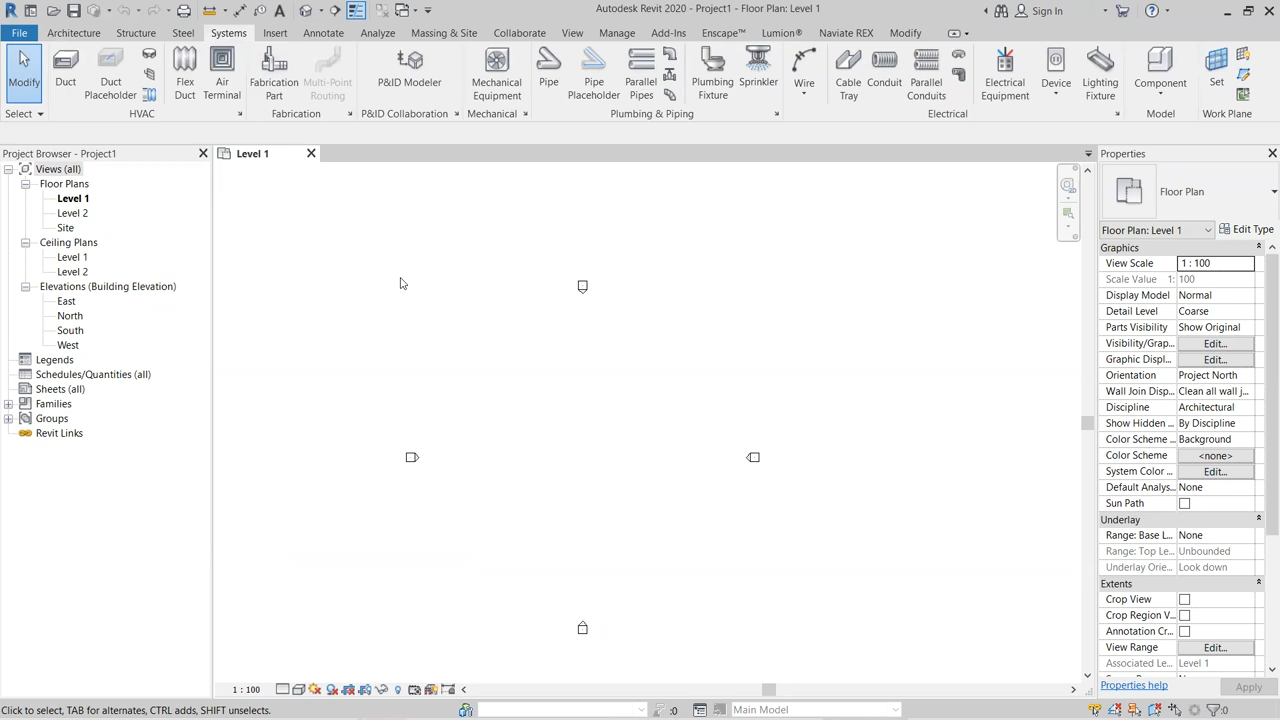 Autodesk Revit 2020 - Project1 - Floor Plan: Level 1
Sign In
File Architecture Structure Steel Systems Insert Annotate Analyze Massing & Site Collaborate View Manage Add-Ins Enscape™ Lumion® Naviate REX Modify
Modify
Duct
Duct Placeholder
Flex Duct
Air Terminal
Fabrication Part
Multi-Point Routing
P&ID Modeler
Mechanical Equipment
Pipe
Pipe Placeholder
Parallel Pipes
Plumbing Fixture
Sprinkler
Wire
Cable Tray
Conduit
Parallel Conduits
Electrical Equipment
Device
Lighting Fixture
Component
Set
Select HVAC Fabrication P&ID Collaboration Mechanical Plumbing & Piping Electrical Model Work Plane
Project Browser - Project1
Views (all)
Floor Plans
Level 1
Level 2
Site
Ceiling Plans
Level 1
Level 2
Elevations (Building Elevation)
East
North
South
West
Legends
Schedules/Quantities (all)
Sheets (all)
Families
Groups
Revit Links
Level 1
Properties
Floor Plan
Floor Plan: Level 1 Edit Type
Graphics
View Scale 1 : 100
Scale Value 1: 100
Display Model Normal
Detail Level Coarse
Parts Visibility Show Original
Visibility/Grap... Edit...
Graphic Displ... Edit...
Orientation Project North
Wall Join Disp... Clean all wall j...
Discipline Architectural
Show Hidden ... By Discipline
Color Scheme ... Background
Color Scheme <none>
System Color ... Edit...
Default Analys... None
Sun Path
Underlay
Range: Base L... None
Range: Top Le... Unbounded
Underlay Orie... Look down
Extents
Crop View
Crop Region V...
Annotation Cr...
View Range Edit...
Associated Le... Level 1
Properties help Apply
1 : 100
Click to select, TAB for alternates, CTRL adds, SHIFT unselects.
:0
Main Model
:0